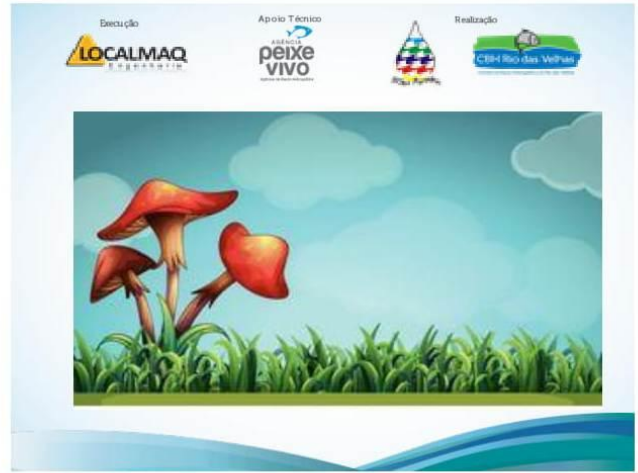 Execução
Apoio Técnico
Realização
LOCALMAQ
Engenharia
AGÊNCIA
peixe
vivo
CBH Rio das Velhas